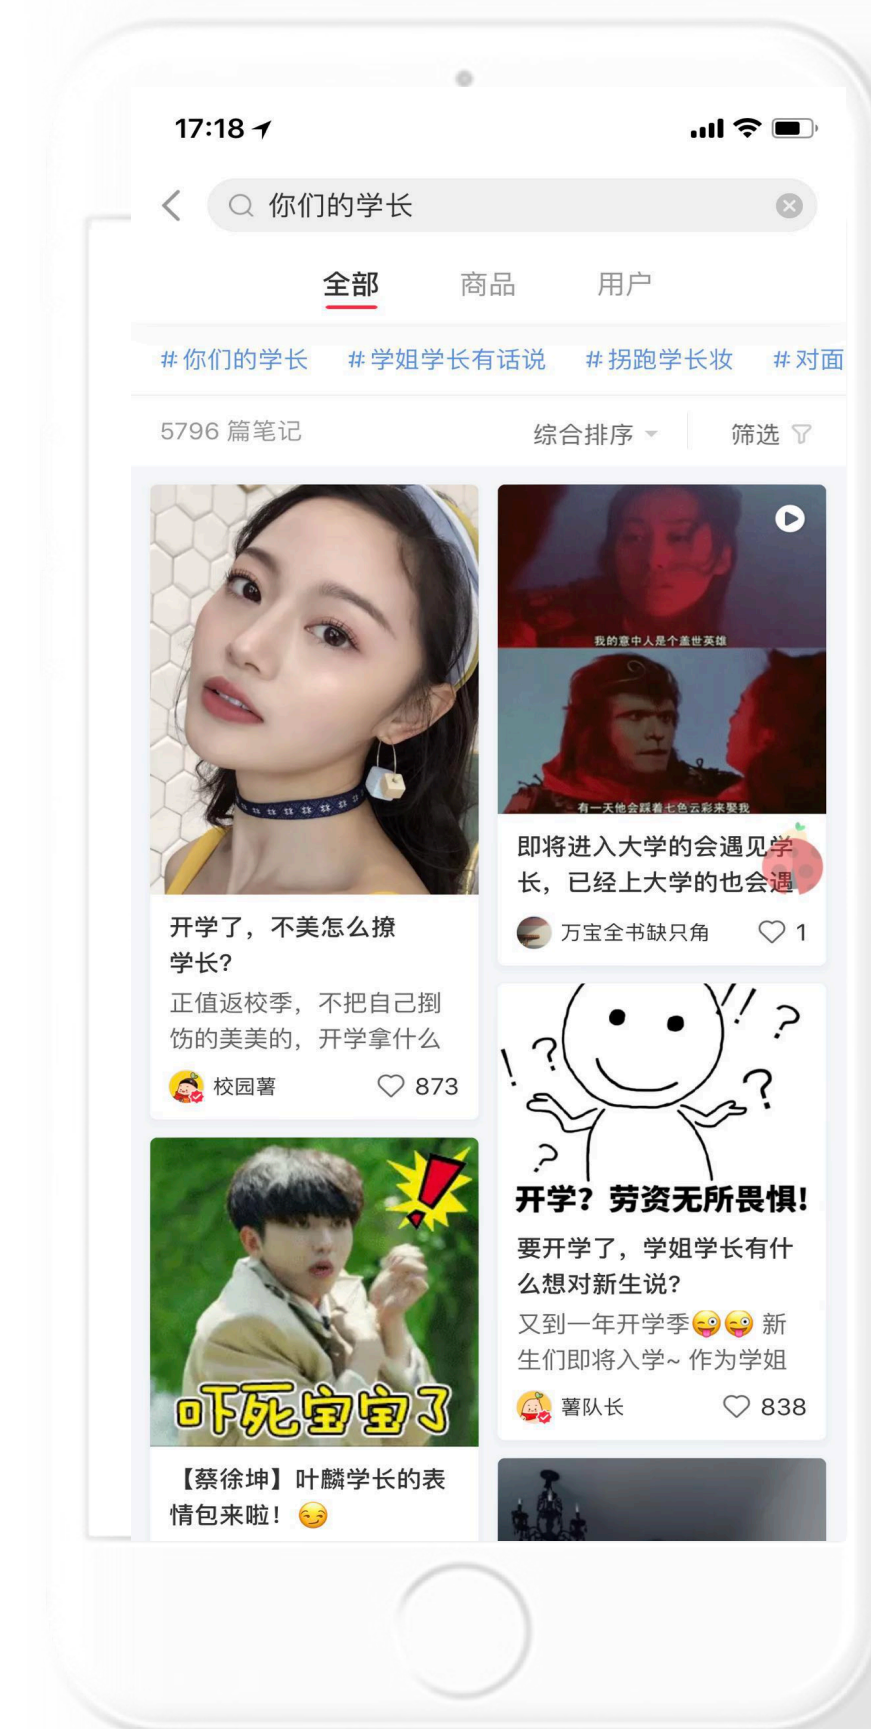 17:18
你们的学长
全部 商品 用户
#你们的学长 #学姐学长有话说 #拐跑学长妆 #对面
5796 篇笔记 综合排序 筛选
开学了，不美怎么撩
学长?
正值返校季，不把自己捯
饬的美美的，开学拿什么
校园薯 873
吓死宝宝了
【蔡徐坤】叶麟学长的表
情包来啦！😏
我的意中人是个盖世英雄
有一天他会踩着七色云彩来娶我
即将进入大学的会遇见学
长，已经上大学的也会遇
万宝全书缺只角 1
!! ?
! ? ?
?
开学? 劳资无所畏惧!
要开学了，学姐学长有什
么想对新生说?
又到一年开学季😜😜 新
生们即将入学~ 作为学姐
薯队长 838